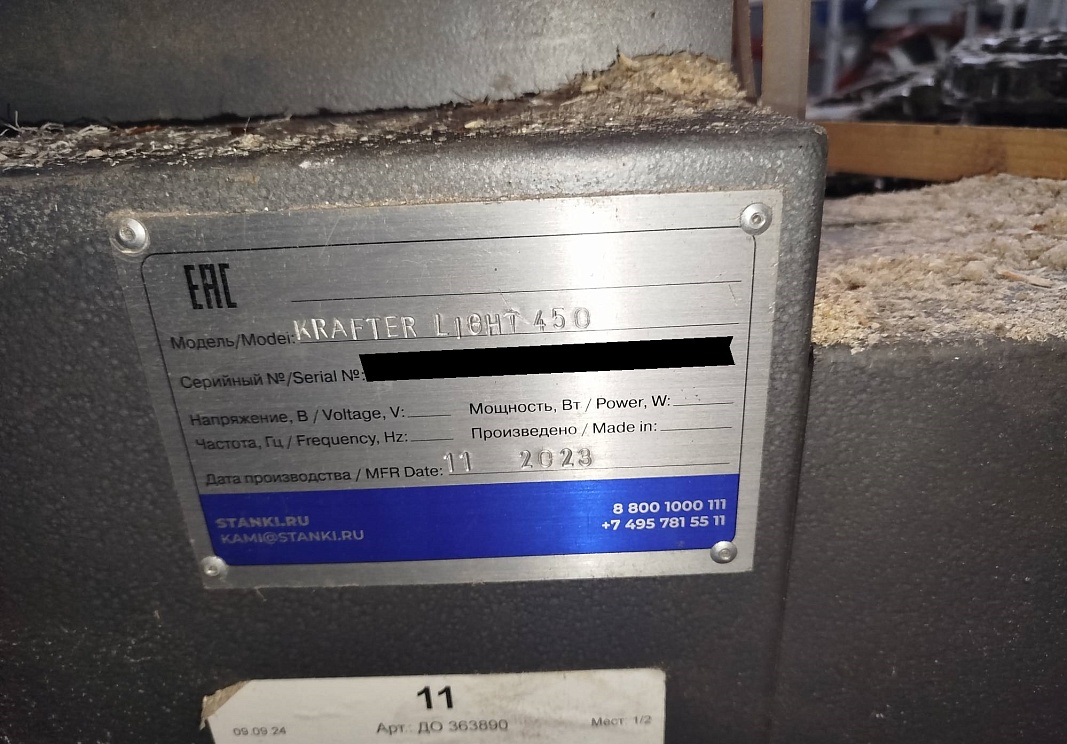 EAC
Модель/Model: KRAFTER LIGHT 450
Серийный №/Serial №:
Напряжение, В / Voltage, V: Мощность, Вт / Power, W:
Частота, Гц / Frequency, Hz: Произведено / Made in:
Дата производства / MFR Date: 11 2023
STANKI.RU 8 800 1000 111
KAMI@STANKI.RU +7 495 781 55 11
11
09.09.24 Арт.: ДО 363890 Мест: 1/2